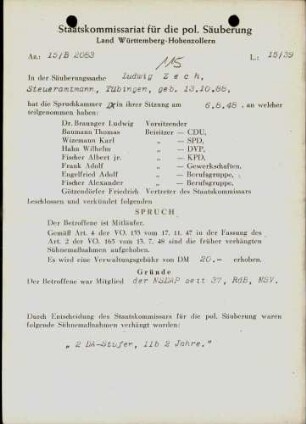 Staatskommissariat für die pol. Säuberung
Land Württemberg-Hohenzollern
An: 15/B 2053 L: 15/39
115
In der Säuberungssache Ludwig Z e c h,
Steueramtmann, Tübingen, geb. 13.10.88,
hat die Spruchkammer in ihrer Sitzung am 6.8.48. an welcher
teilgenommen haben:
Dr. Brauger Ludwig Vorsitzender
Baumann Thomas Beisitzer — CDU,
Wizemann Karl „ — SPD,
Hahn Wilhelm „ — DVP,
Fischer Albert jr. „ — KPD,
Frank Adolf „ — Gewerkschaften,
Engelfried Adolf „ — Berufsgruppe,
Fischer Alexander „ — Berufsgruppe,
Götzendörfer Friedrich Vertreter des Staatskommissars
beschlossen und verkündet folgenden
SPRUCH
Der Betroffene ist Mitläufer.
Gemäß Art. 4 der VO. 133 vom 17. 11. 47 in der Fassung des
Art. 2 der VO. 165 vom 13. 7. 48 sind die früher verhängten
Sühnemaßnahmen aufgehoben.
Es wird eine Verwaltungsgebühr von DM 20.- erhoben.
Gründe
Der Betroffene war Mitglied der NSDAP seit 37, RdB, NSV.
Durch Entscheidung des Staatskommissars für die pol. Säuberung waren
folgende Sühnemaßnahmen verhängt worden:
„ 2 DA-Stufen, 11b 2 Jahre."